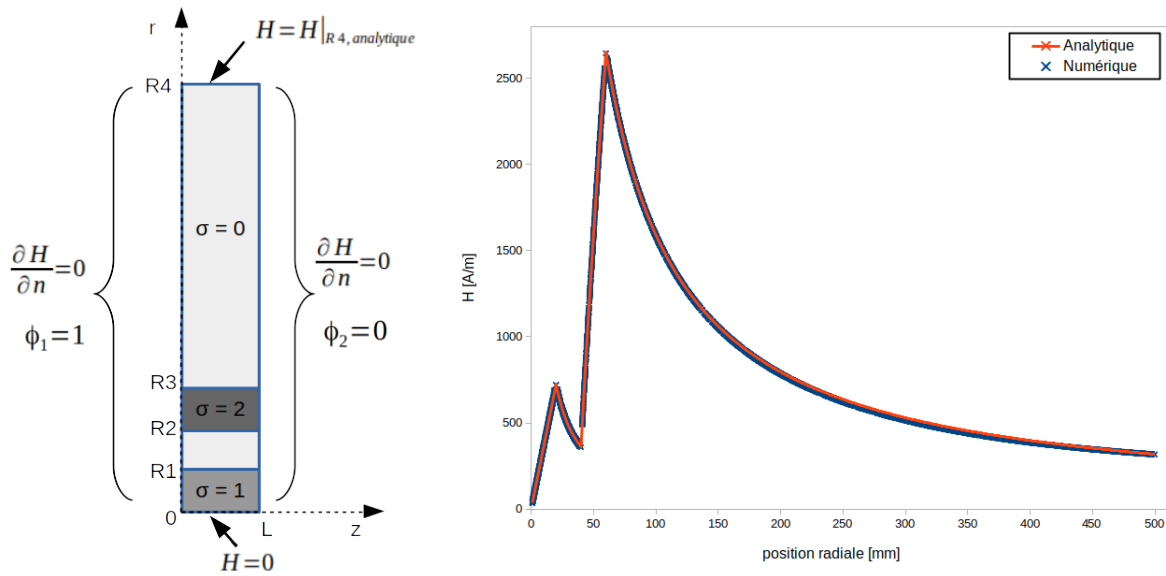 r
H=H|R4,analytique
R4
σ = 0
∂H/∂n=0
ϕ₁=1
∂H/∂n=0
ϕ₂=0
R3
σ = 2
R2
R1
σ = 1
0
L
z
H=0
Analytique
Numérique
H [A/m]
2500
2000
1500
1000
500
0
0
50
100
150
200
250
300
350
400
450
500
position radiale [mm]